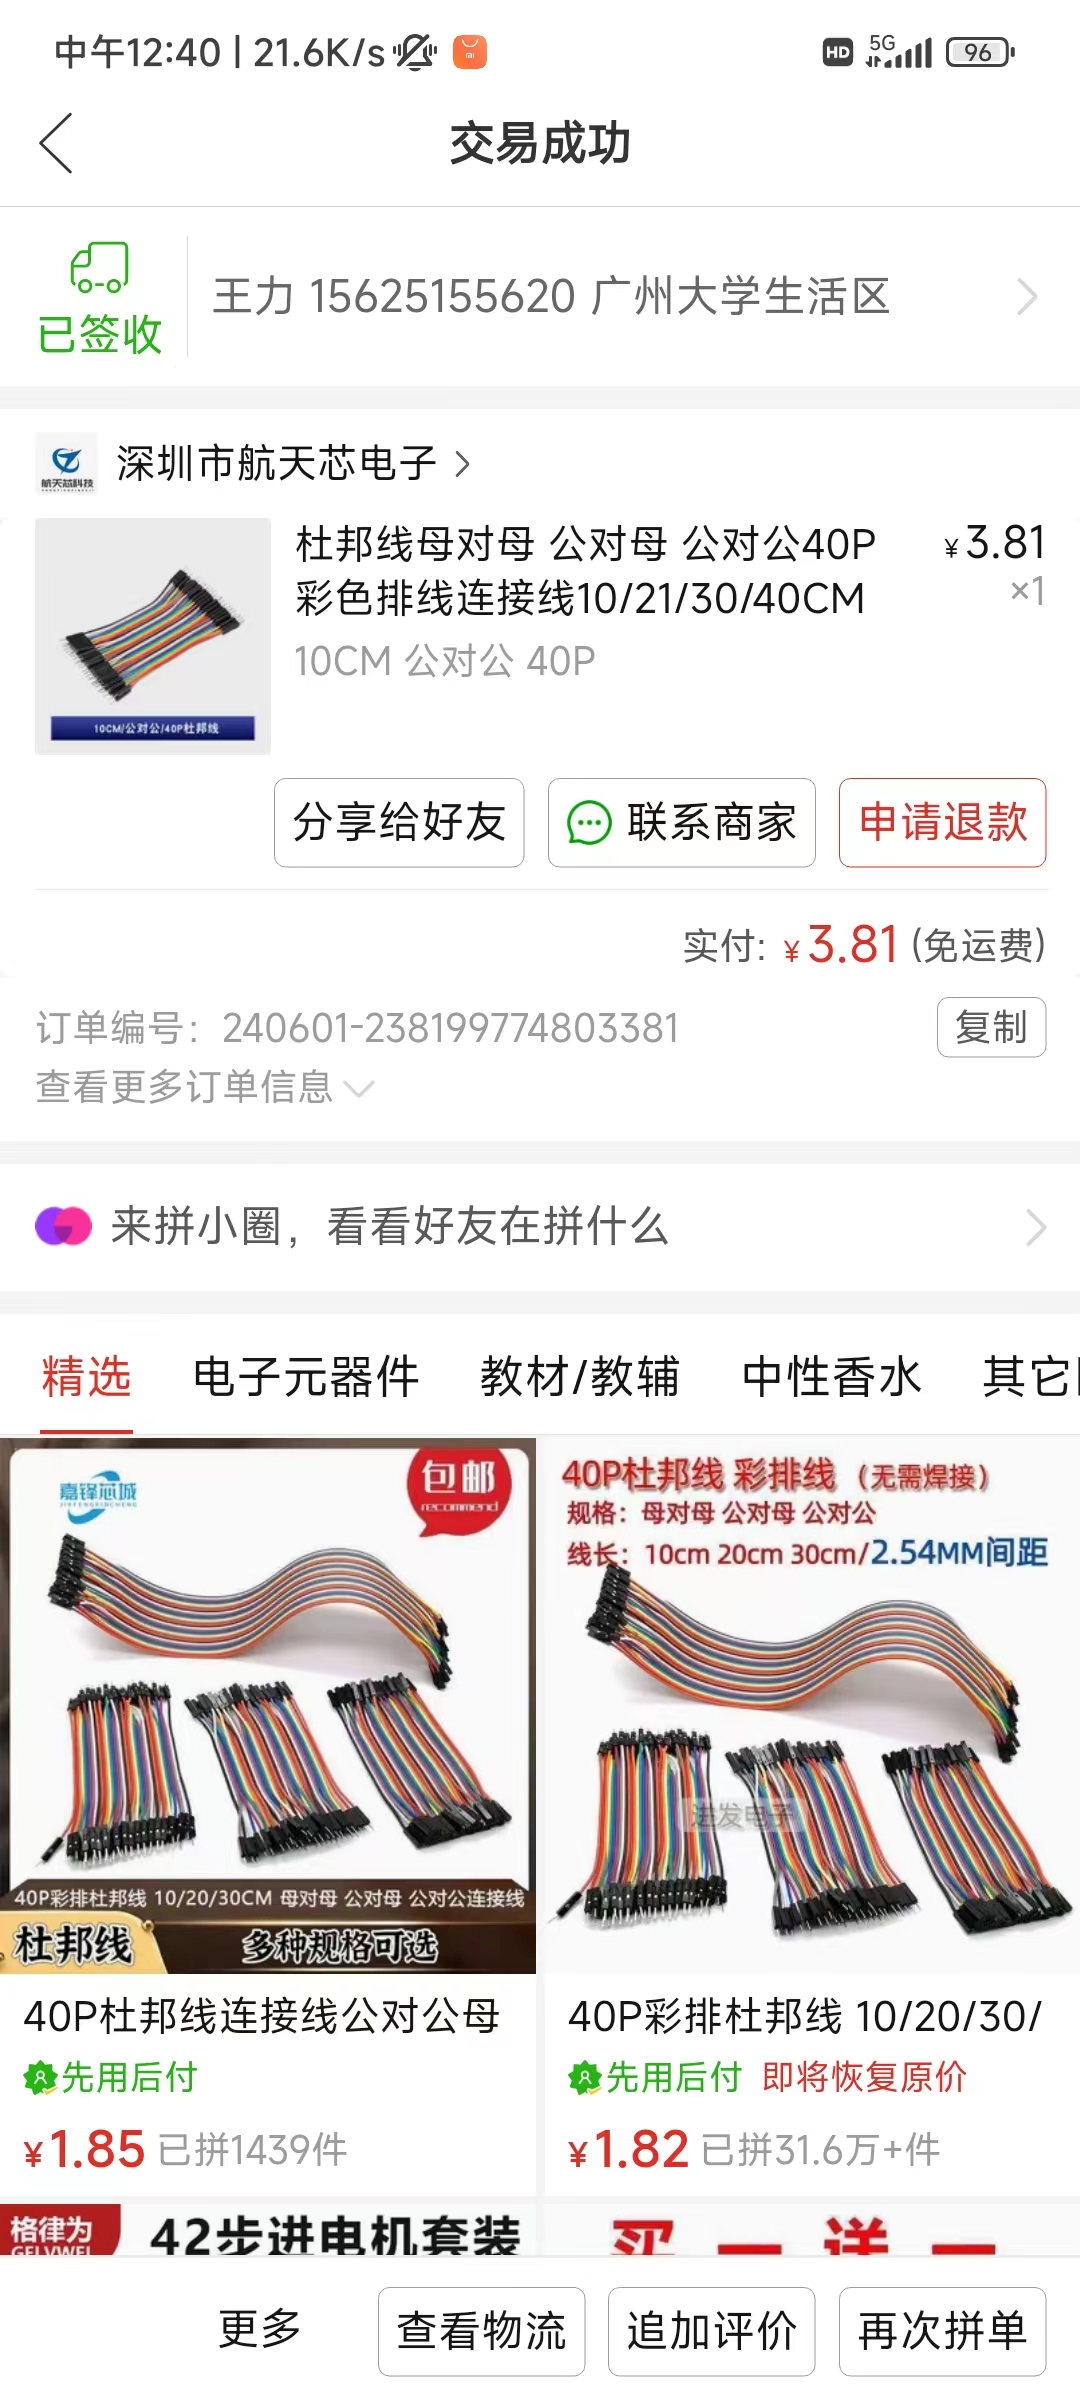 中午12:40 | 21.6K/s
HD 5G 96
交易成功
已签收
王力 15625155620 广州大学生活区
航天芯科技
深圳市航天芯电子
杜邦线母对母 公对母 公对公40P
彩色排线连接线10/21/30/40CM
¥3.81
×1
10CM 公对公 40P
10CM/公对公/40P杜邦线
分享给好友
联系商家
申请退款
实付: ¥3.81 (免运费)
订单编号: 240601-238199774803381
复制
查看更多订单信息
来拼小圈，看看好友在拼什么
精选 电子元器件 教材/教辅 中性香水 其它
嘉锋芯城
JIAFENGXINCHENG
包邮
recommend
40P彩排杜邦线 10/20/30CM 母对母 公对母 公对公连接线
杜邦线
多种规格可选
40P杜邦线 彩排线（无需焊接）
规格：母对母 公对母 公对公
线长：10cm 20cm 30cm/2.54MM间距
40P杜邦线连接线公对公母
先用后付
¥1.85 已拼1439件
40P彩排杜邦线 10/20/30/
先用后付 即将恢复原价
¥1.82 已拼31.6万+件
格律为
GELVWEI
42步进电机套装
买一送一
更多
查看物流
追加评价
再次拼单